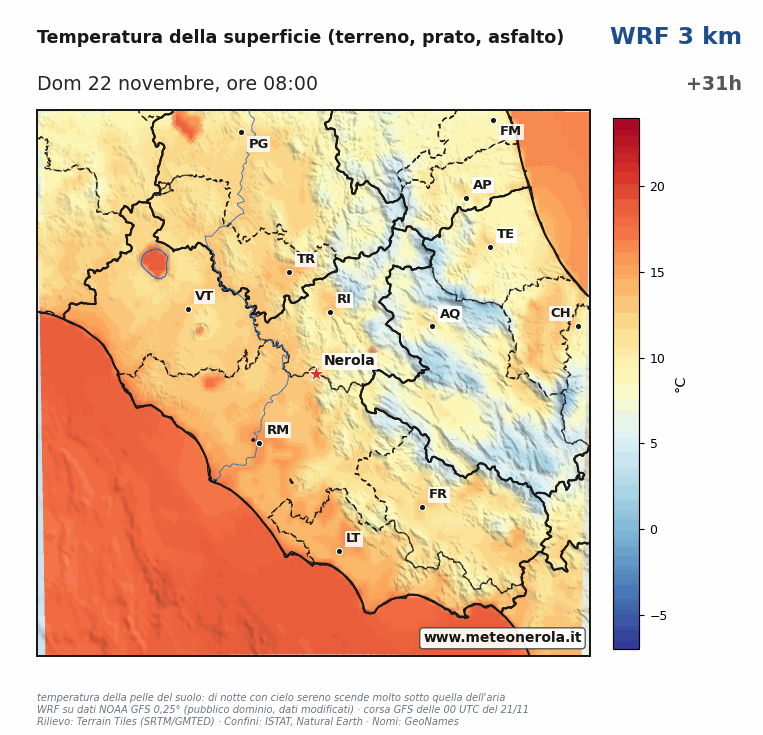 Temperatura della superficie (terreno, prato, asfalto)
WRF 3 km
Dom 22 novembre, ore 08:00
+31h
FM
PG
AP
TE
TR
VT
RI
AQ
CH
Nerola
RM
FR
LT
20
15
10
5
0
−5
°C
www.meteonerola.it
temperatura della pelle del suolo: di notte con cielo sereno scende molto sotto quella dell'aria
WRF su dati NOAA GFS 0,25° (pubblico dominio, dati modificati) · corsa GFS delle 00 UTC del 21/11
Rilievo: Terrain Tiles (SRTM/GMTED) · Confini: ISTAT, Natural Earth · Nomi: GeoNames